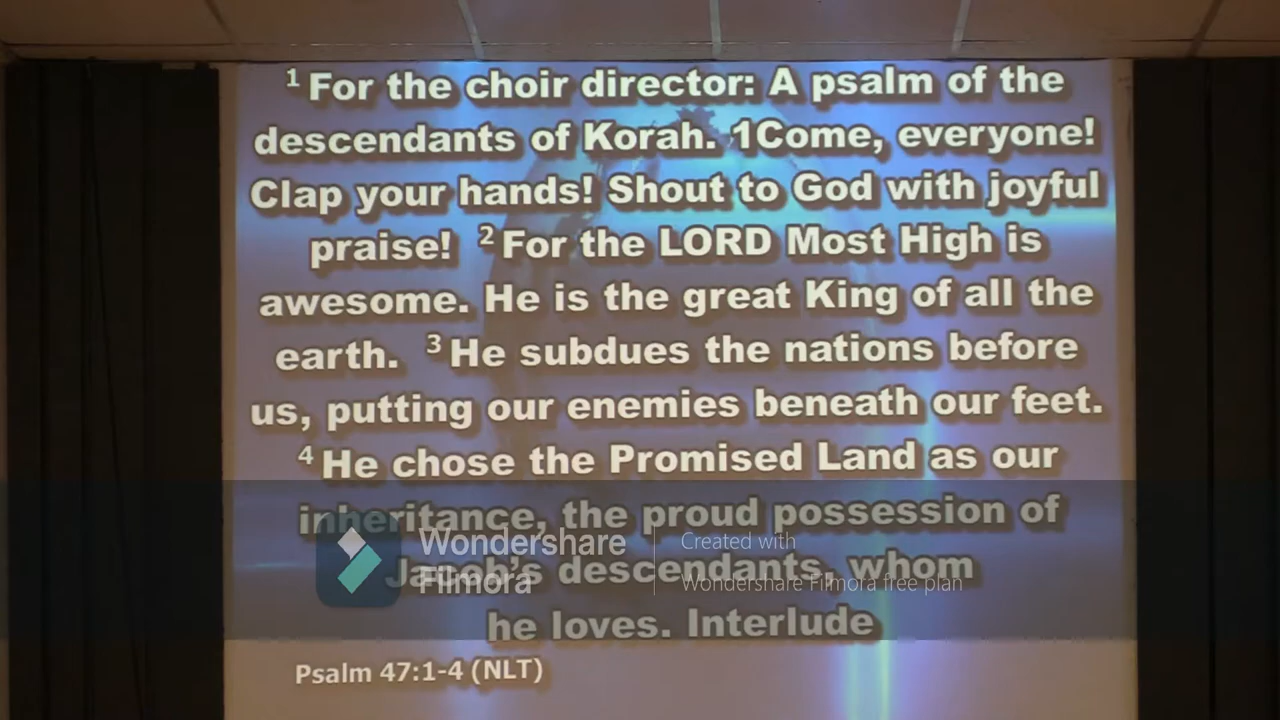 1 For the choir director: A psalm of the
descendants of Korah. 1Come, everyone!
Clap your hands! Shout to God with joyful
praise! 2 For the LORD Most High is
awesome. He is the great King of all the
earth. 3 He subdues the nations before
us, putting our enemies beneath our feet.
4 He chose the Promised Land as our
inheritance, the proud possession of
Jacob's descendants, whom
he loves. Interlude
Psalm 47:1-4 (NLT)
Wondershare
Filmora
Created with
Wondershare Filmora free plan